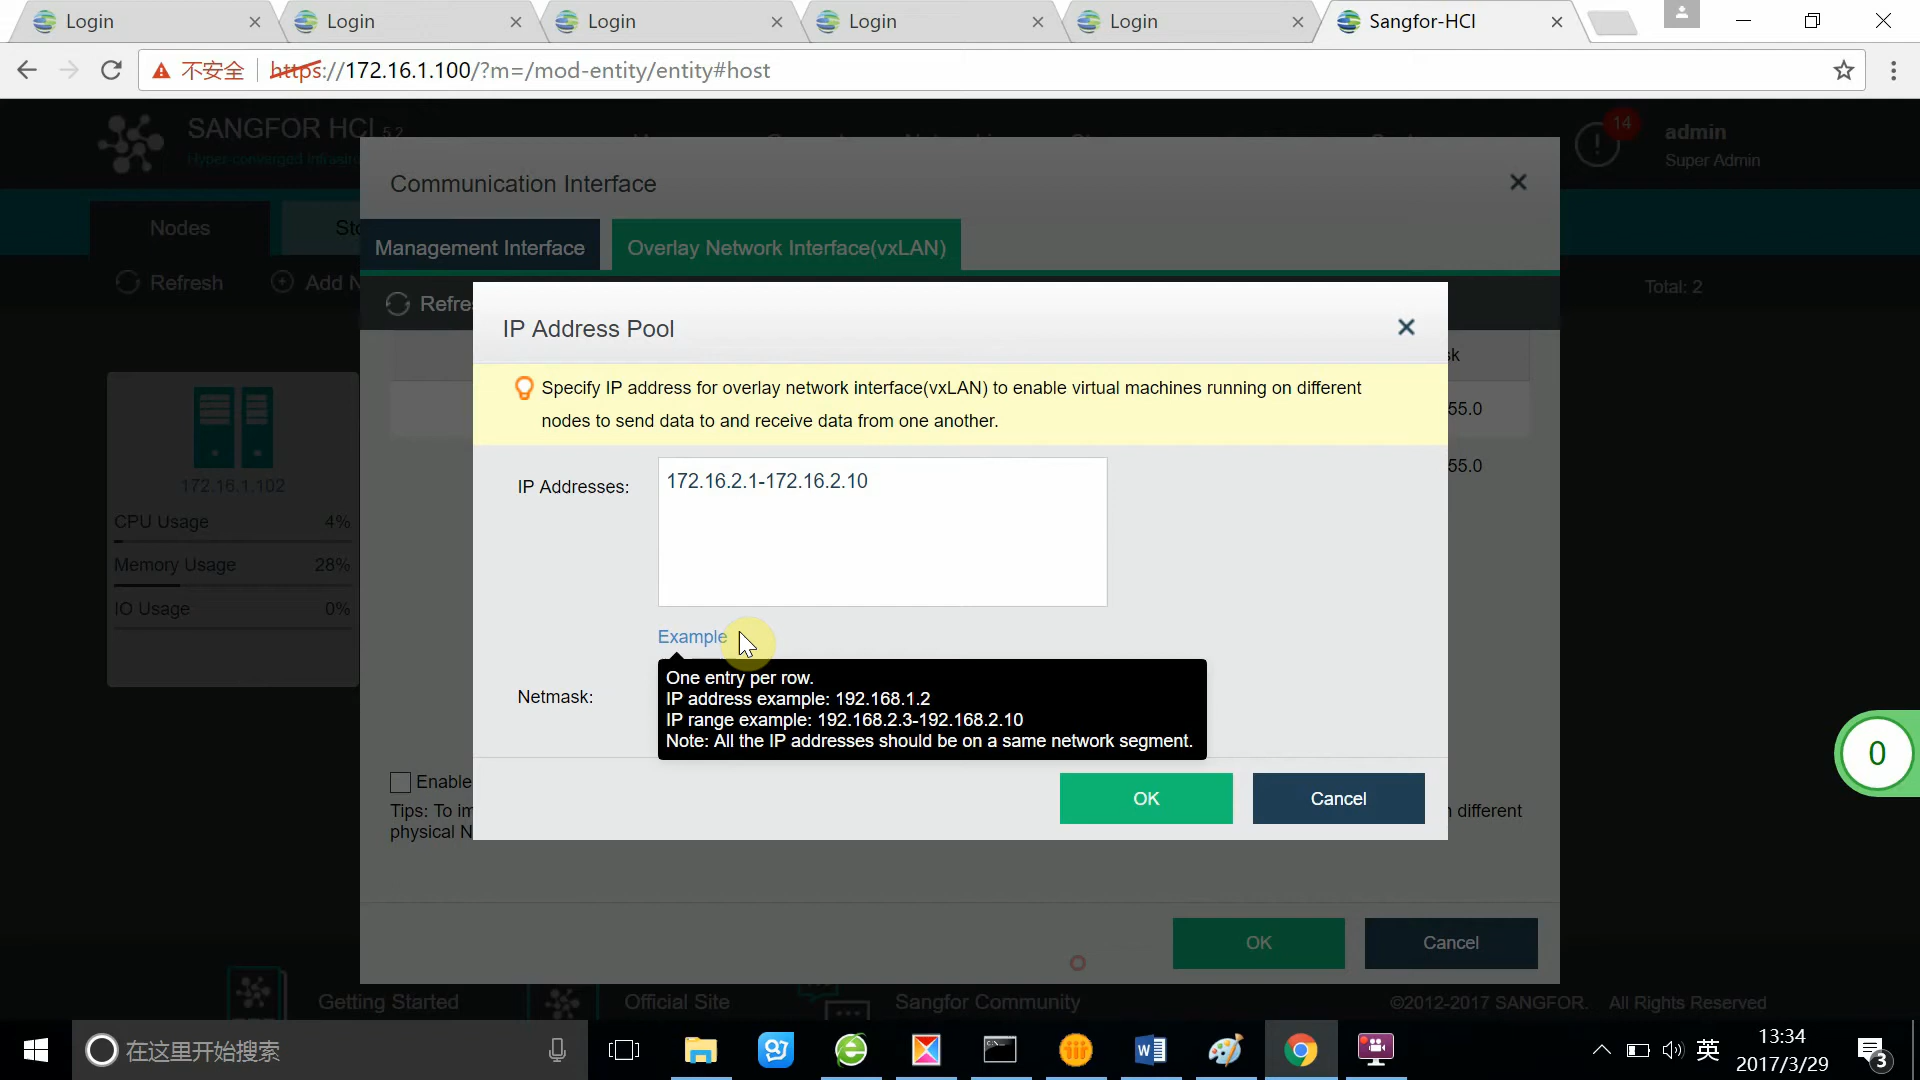 Login
Login
Login
Login
Login
Sangfor-HCI
不安全
https://172.16.1.100/?m=/mod-entity/entity#host
SANGFOR HCI 5.2
14
admin
Super Admin
Communication Interface
Nodes
Management Interface
Overlay Network Interface(vxLAN)
Refresh
Add N
Refre
Total: 2
IP Address Pool
sk
Specify IP address for overlay network interface(vxLAN) to enable virtual machines running on different
nodes to send data to and receive data from one another.
55.0
55.0
172.16.1.102
CPU Usage 4%
Memory Usage 28%
IO Usage 0%
IP Addresses:
172.16.2.1-172.16.2.10
Example
One entry per row.
IP address example: 192.168.1.2
IP range example: 192.168.2.3-192.168.2.10
Note: All the IP addresses should be on a same network segment.
Netmask:
0
Enable
Tips: To im
physical N
different
OK
Cancel
OK
Cancel
Getting Started
Official Site
Sangfor Community
©2012-2017 SANGFOR. All Rights Reserved
在这里开始搜索
英
13:34
2017/3/29
3